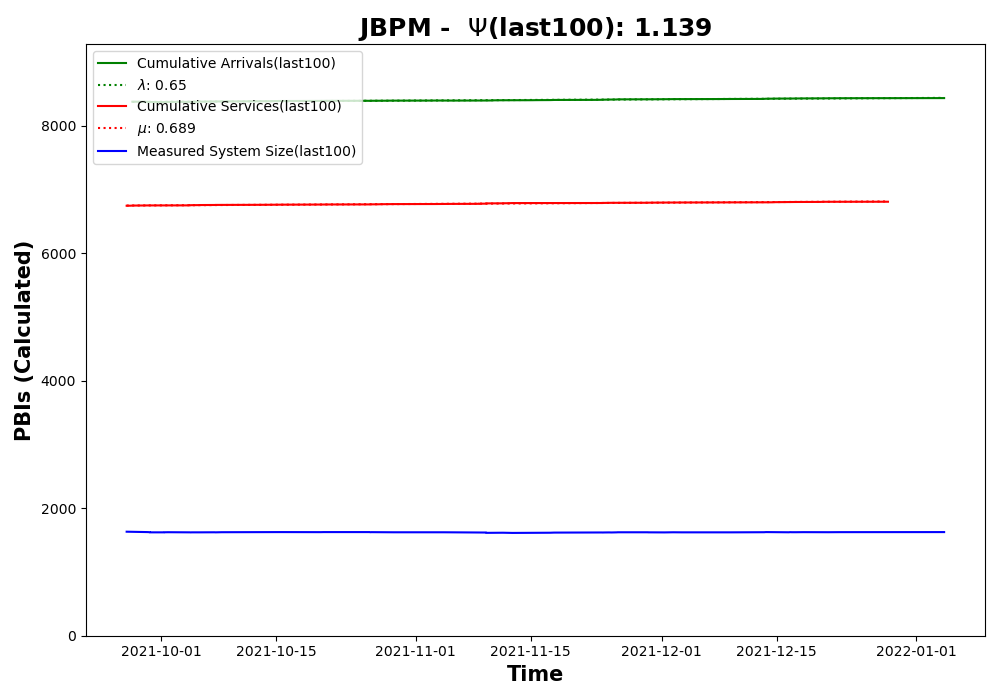 JBPM -  Ψ(last100): 1.139
Cumulative Arrivals(last100)
λ: 0.65
Cumulative Services(last100)
μ: 0.689
Measured System Size(last100)
PBIs (Calculated)
8000
6000
4000
2000
0
2021-10-01 2021-10-15 2021-11-01 2021-11-15 2021-12-01 2021-12-15 2022-01-01
Time